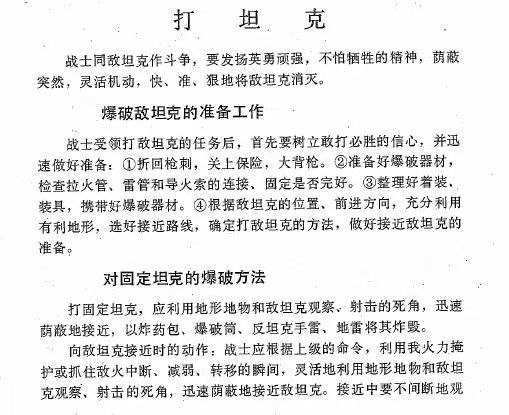 打 坦 克
战士同敌坦克作斗争，要发扬英勇顽强，不怕牺牲的精神，荫蔽
突然，灵活机动，快、准、狠地将敌坦克消灭。
爆破敌坦克的准备工作
战士受领打敌坦克的任务后，首先要树立敢打必胜的信心，并迅
速做好准备：①折回枪刺，关上保险，大背枪。②准备好爆破器材，
检查拉火管、雷管和导火索的连接、固定是否完好。③整理好着装、
装具，携带好爆破器材。④根据敌坦克的位置、前进方向，充分利用
有利地形，选好接近路线，确定打敌坦克的方法，做好接近敌坦克的
准备。
对固定坦克的爆破方法
打固定坦克，应利用地形地物和敌坦克观察、射击的死角，迅速
荫蔽地接近，以炸药包、爆破筒、反坦克手雷、地雷将其炸毁。
向敌坦克接近时的动作：战士应根据上级的命令，利用我火力掩
护或抓住敌火中断、减弱、转移的瞬间，灵活地利用地形地物和敌坦
克观察、射击的死角，迅速荫蔽地接近敌坦克。接近中要不间断地观